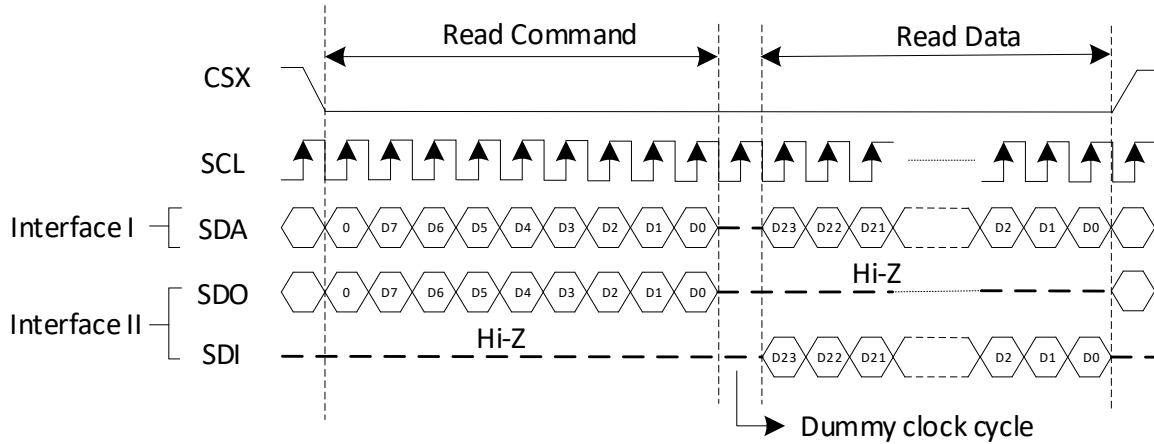 Read Command
Read Data
CSX
SCL
Interface I
SDA
0 D7 D6 D5 D4 D3 D2 D1 D0
D23 D22 D21
D2 D1 D0
Hi-Z
Interface II
SDO
0 D7 D6 D5 D4 D3 D2 D1 D0
Hi-Z
SDI
D23 D22 D21
D2 D1 D0
Dummy clock cycle